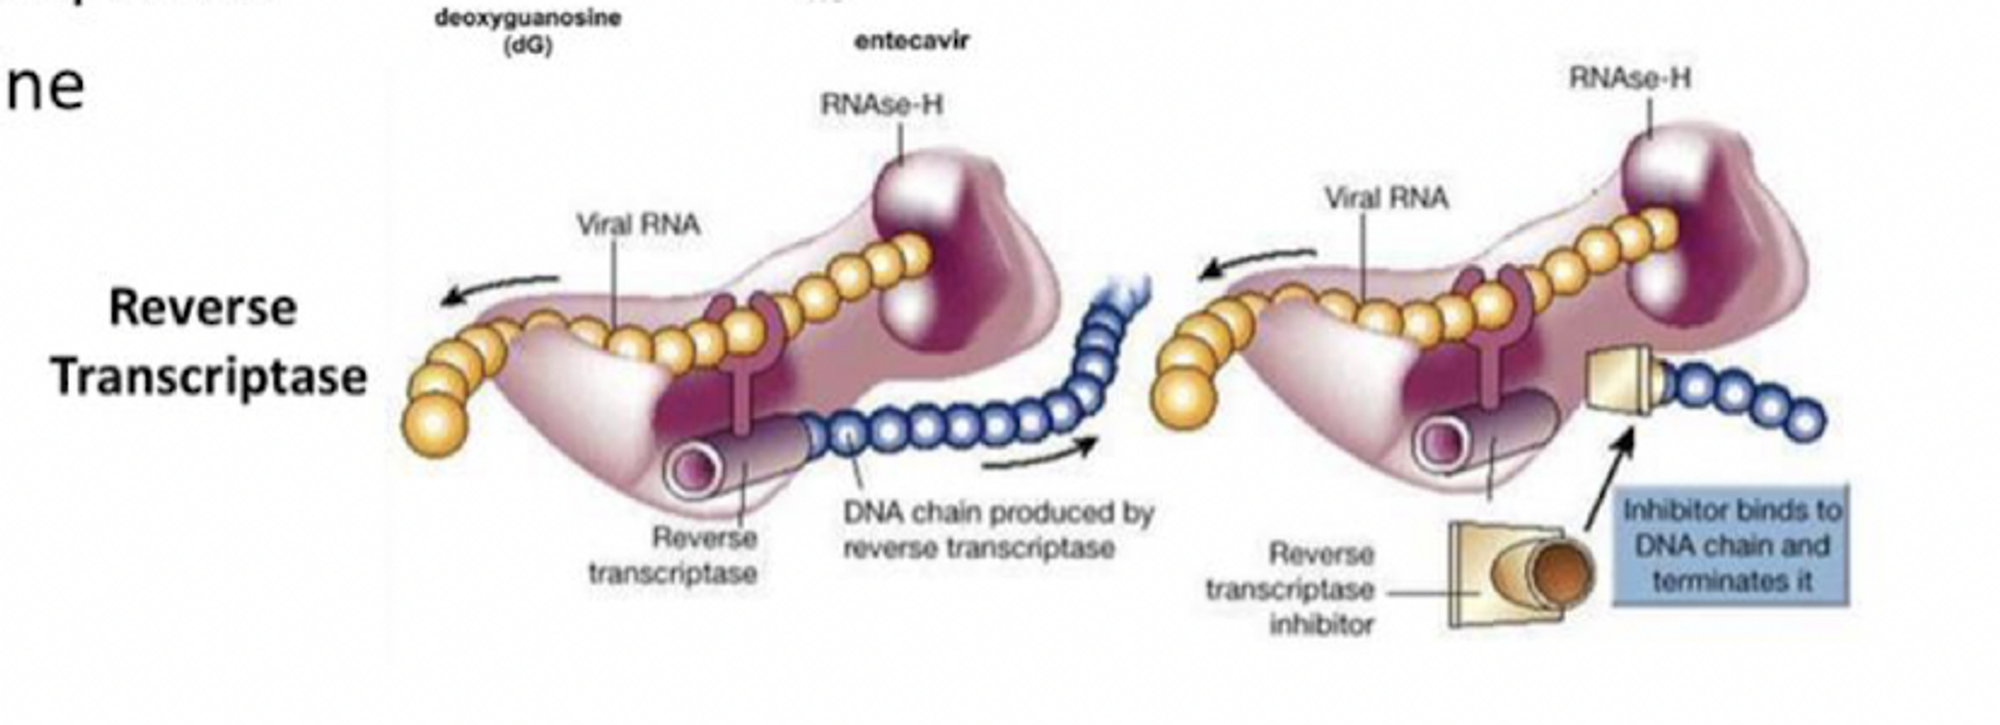 deoxyguanosine
(dG)
entecavir
ne
RNAse-H
RNAse-H
Viral RNA
Viral RNA
Reverse
Transcriptase
DNA chain produced by
reverse transcriptase
Reverse
transcriptase
Reverse
transcriptase
inhibitor
Inhibitor binds to
DNA chain and
terminates it